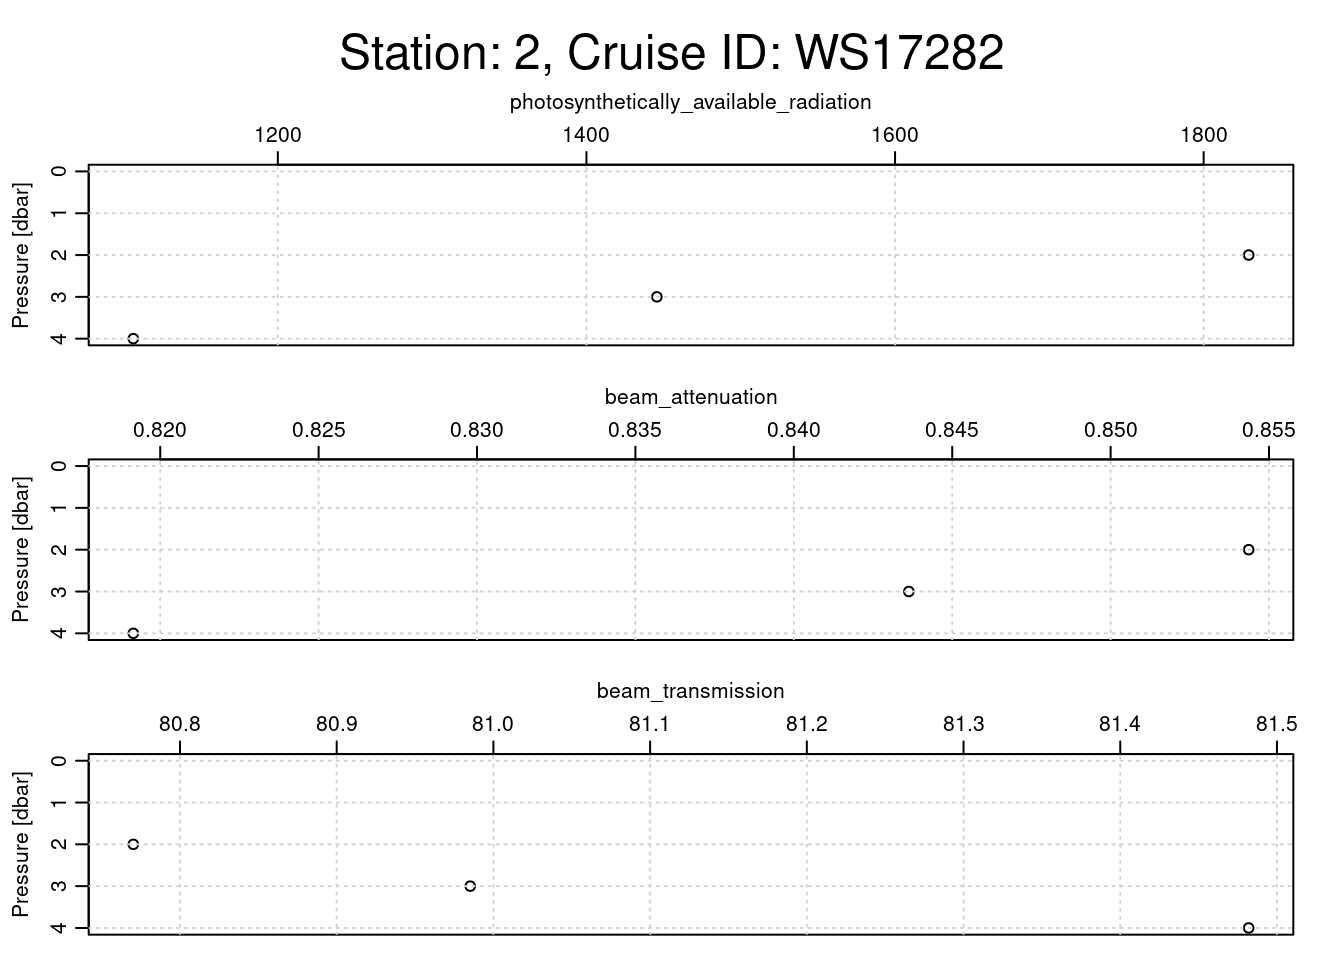 Station: 2, Cruise ID: WS17282
photosynthetically_available_radiation
1200 1400 1600 1800
Pressure [dbar]
0
1
2
3
4
beam_attenuation
0.820 0.825 0.830 0.835 0.840 0.845 0.850 0.855
Pressure [dbar]
0
1
2
3
4
beam_transmission
80.8 80.9 81.0 81.1 81.2 81.3 81.4 81.5
Pressure [dbar]
0
1
2
3
4